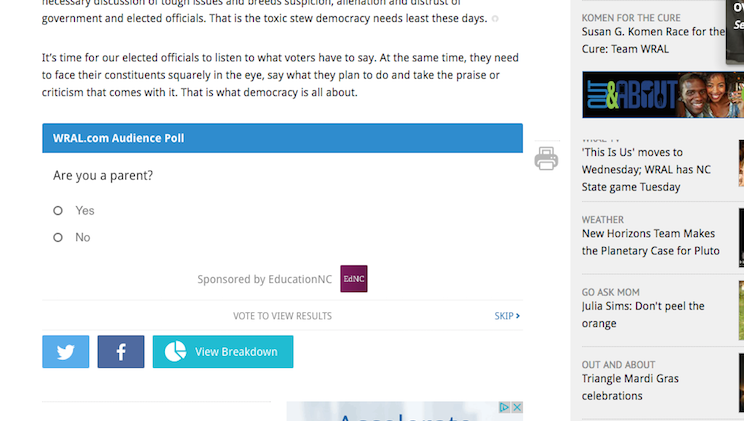 necessary discussion of tough issues and breeds suspicion, alienation and distrust of
government and elected officials. That is the toxic stew democracy needs least these days.
It's time for our elected officials to listen to what voters have to say. At the same time, they need
to face their constituents squarely in the eye, say what they plan to do and take the praise or
criticism that comes with it. That is what democracy is all about.
WRAL.com Audience Poll
Are you a parent?
Yes
No
Sponsored by EducationNC
EdNC
VOTE TO VIEW RESULTS
SKIP
View Breakdown
Accelerate
KOMEN FOR THE CURE
Susan G. Komen Race for the
Cure: Team WRAL
OUT & ABOUT
WRAL-TV
'This Is Us' moves to
Wednesday; WRAL has NC
State game Tuesday
WEATHER
New Horizons Team Makes
the Planetary Case for Pluto
GO ASK MOM
Julia Sims: Don't peel the
orange
OUT AND ABOUT
Triangle Mardi Gras
celebrations